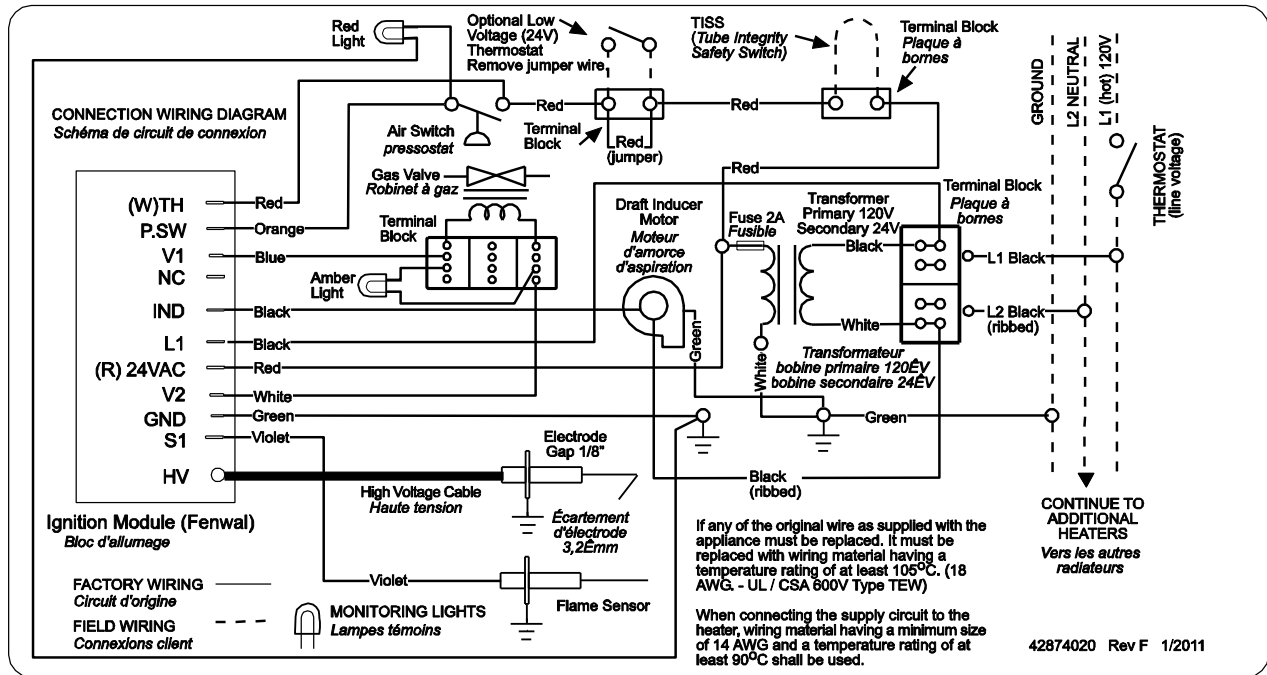 Red
Light
Optional Low
Voltage (24V)
Thermostat
Remove jumper wire
TISS
(Tube Integrity
Safety Switch)
Terminal Block
Plaque à
bornes
GROUND
L2 NEUTRAL
L1 (hot) 120V
THERMOSTAT
(line voltage)
CONNECTION WIRING DIAGRAM
Schéma de circuit de connexion
Red
Red
Air Switch
pressostat
Terminal
Block
Red
(jumper)
Red
Gas Valve
Robinet à gaz
Terminal
Block
Amber
Light
Draft Inducer
Motor
Moteur
d'amorce
d'aspiration
Fuse 2A
Fusible
Transformer
Primary 120V
Secondary 24V
Terminal Block
Plaque à
bornes
Black
White
L1 Black
L2 Black
(ribbed)
Green
White
Transformateur
bobine primaire 120ÊV
bobine secondaire 24ÊV
Green
Black
(ribbed)
(W)TH
Red
P.SW
Orange
V1
Blue
NC
IND
Black
L1
Black
(R) 24VAC
Red
V2
White
GND
Green
S1
Violet
HV
Electrode
Gap 1/8"
High Voltage Cable
Haute tension
Écartement
d'électrode
3,2Êmm
Ignition Module (Fenwal)
Bloc d'allumage
Violet
Flame Sensor
FACTORY WIRING
Circuit d'origine
FIELD WIRING
Connexions client
MONITORING LIGHTS
Lampes témoins
If any of the original wire as supplied with the
appliance must be replaced. It must be
replaced with wiring material having a
temperature rating of at least 105°C. (18
AWG. - UL / CSA 600V Type TEW)
When connecting the supply circuit to the
heater, wiring material having a minimum size
of 14 AWG and a temperature rating of at
least 90°C shall be used.
CONTINUE TO
ADDITIONAL
HEATERS
Vers les autres
radiateurs
42874020 Rev F 1/2011